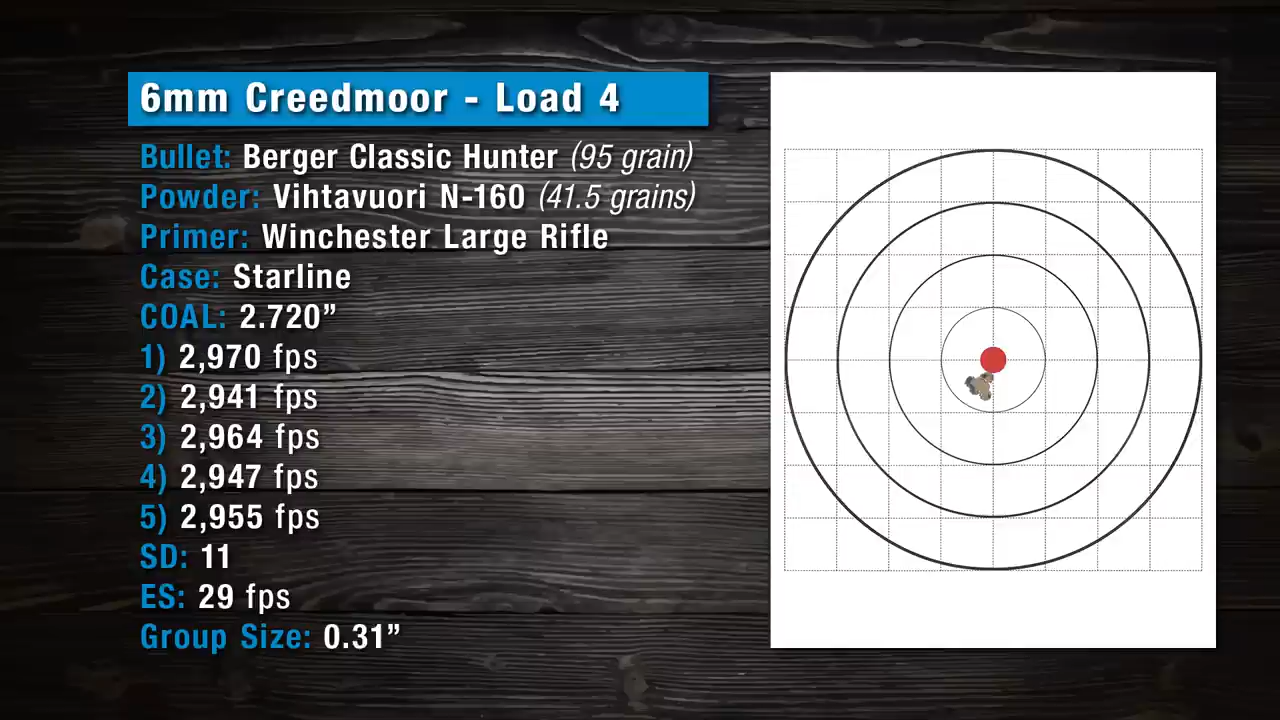 6mm Creedmoor - Load 4
Bullet: Berger Classic Hunter (95 grain)
Powder: Vihtavuori N-160 (41.5 grains)
Primer: Winchester Large Rifle
Case: Starline
COAL: 2.720”
1) 2,970 fps
2) 2,941 fps
3) 2,964 fps
4) 2,947 fps
5) 2,955 fps
SD: 11
ES: 29 fps
Group Size: 0.31”